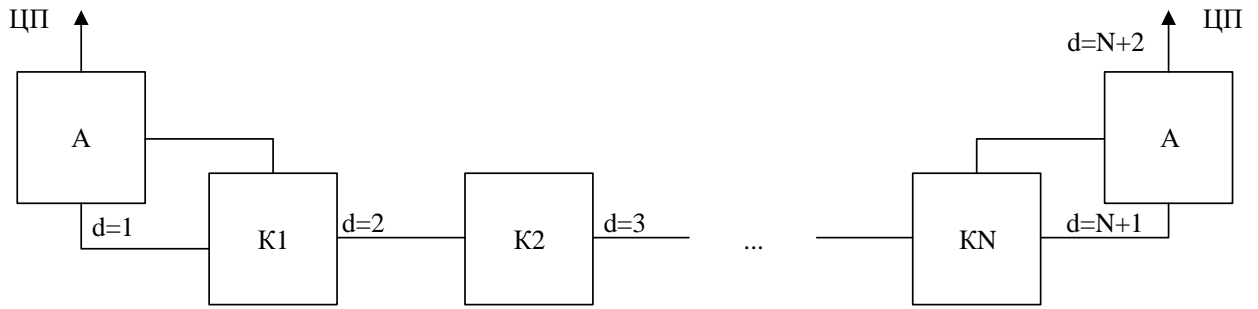 ЦП
ЦП
d=N+2
А
А
d=1
К1
d=2
К2
d=3
...
КN
d=N+1